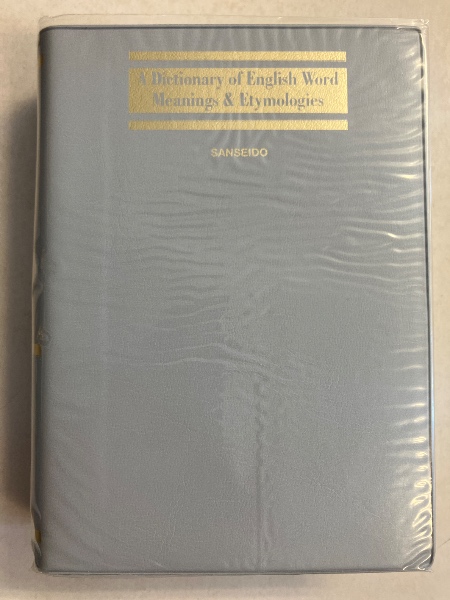 A Dictionary of English Word
Meanings & Etymologies
SANSEIDO